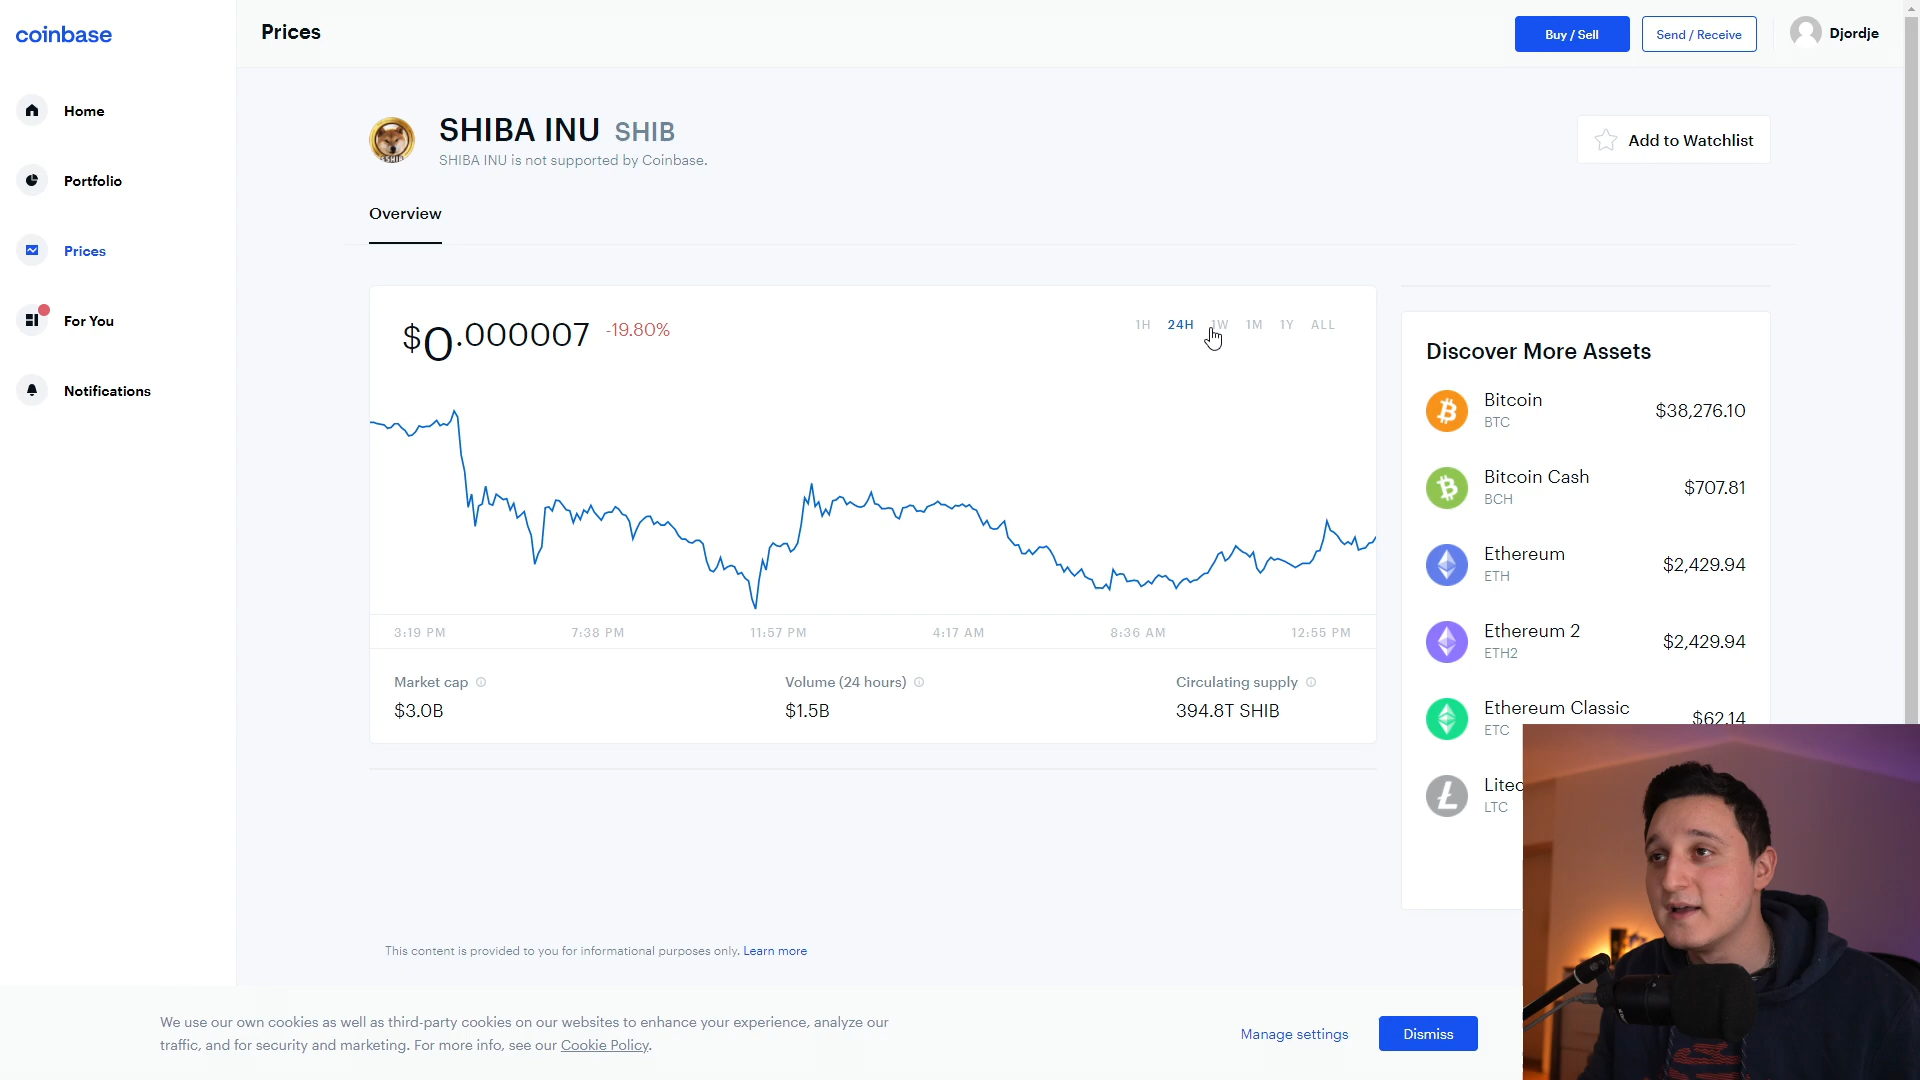 coinbase
Prices
Buy / Sell
Send / Receive
Djordje
Home
Portfolio
Prices
For You
Notifications
SHIBA INU SHIB
SHIBA INU is not supported by Coinbase.
Add to Watchlist
Overview
$0.000007 -19.80%
1H 24H 1W 1M 1Y ALL
3:19 PM 7:38 PM 11:57 PM 4:17 AM 8:36 AM 12:55 PM
Market cap
$3.0B
Volume (24 hours)
$1.5B
Circulating supply
394.8T SHIB
Discover More Assets
Bitcoin
BTC
$38,276.10
Bitcoin Cash
BCH
$707.81
Ethereum
ETH
$2,429.94
Ethereum 2
ETH2
$2,429.94
Ethereum Classic
ETC
$62.14
Litec
LTC
This content is provided to you for informational purposes only. Learn more
We use our own cookies as well as third-party cookies on our websites to enhance your experience, analyze our
traffic, and for security and marketing. For more info, see our Cookie Policy.
Manage settings
Dismiss